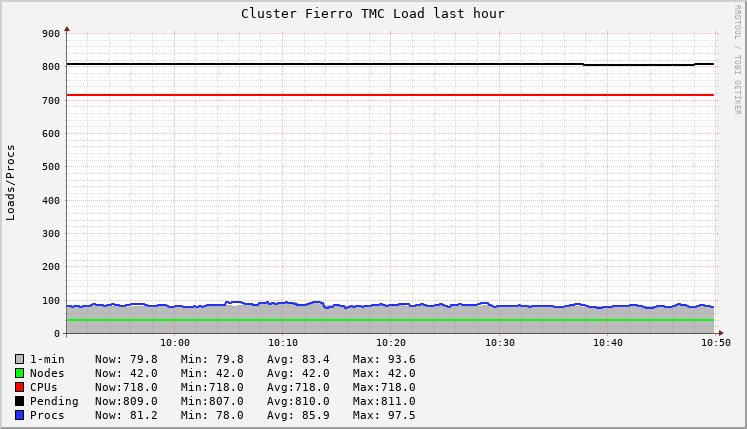 Cluster Fierro TMC Load last hour
RRDTOOL / TOBI OETIKER
Loads/Procs
900
800
700
600
500
400
300
200
100
0
10:00 10:10 10:20 10:30 10:40 10:50
1-min Now: 79.8 Min: 79.8 Avg: 83.4 Max: 93.6
Nodes Now: 42.0 Min: 42.0 Avg: 42.0 Max: 42.0
CPUs Now:718.0 Min:718.0 Avg:718.0 Max:718.0
Pending Now:809.0 Min:807.0 Avg:810.0 Max:811.0
Procs Now: 81.2 Min: 78.0 Avg: 85.9 Max: 97.5